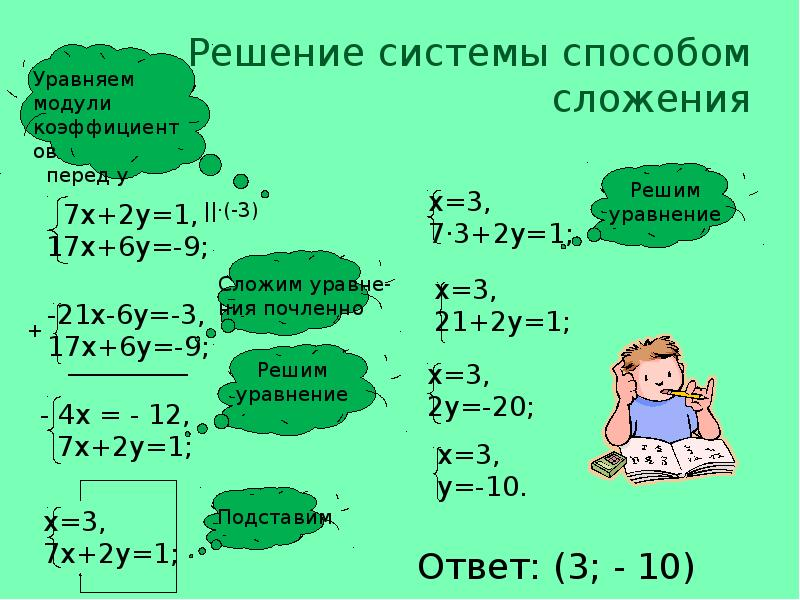 Решение системы способом
сложения
Уравняем
модули
коэффициент
ов
перед у
7х+2у=1,
||·(-3)
17х+6у=-9;
Сложим уравне-
ния почленно
+
-21х-6у=-3,
17х+6у=-9;
Решим
уравнение
- 4х = - 12,
7х+2у=1;
Подставим
х=3,
7х+2у=1;
Решим
уравнение
х=3,
7·3+2у=1;
х=3,
21+2у=1;
х=3,
2у=-20;
х=3,
у=-10.
Ответ: (3; - 10)